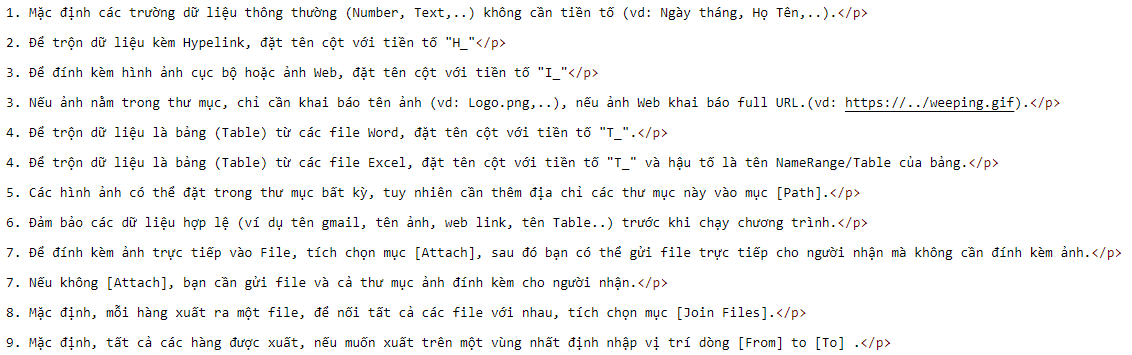 1. Mặc định các trường dữ liệu thông thường (Number, Text,..) không cần tiền tố (vd: Ngày tháng, Họ Tên,..).</p>
2. Để trộn dữ liệu kèm Hypelink, đặt tên cột với tiền tố "H_"</p>
3. Để đính kèm hình ảnh cục bộ hoặc ảnh Web, đặt tên cột với tiền tố "I_"</p>
3. Nếu ảnh nằm trong thư mục, chỉ cần khai báo tên ảnh (vd: Logo.png,..), nếu ảnh Web khai báo full URL.(vd: https://../weeping.gif).</p>
4. Để trộn dữ liệu là bảng (Table) từ các file Word, đặt tên cột với tiền tố "T_".</p>
4. Để trộn dữ liệu là bảng (Table) từ các file Excel, đặt tên cột với tiền tố "T_" và hậu tố là tên NameRange/Table của bảng.</p>
5. Các hình ảnh có thể đặt trong thư mục bất kỳ, tuy nhiên cần thêm địa chỉ các thư mục này vào mục [Path].</p>
6. Đảm bảo các dữ liệu hợp lệ (ví dụ tên gmail, tên ảnh, web link, tên Table..) trước khi chạy chương trình.</p>
7. Để đính kèm ảnh trực tiếp vào File, tích chọn mục [Attach], sau đó bạn có thể gửi file trực tiếp cho người nhận mà không cần đính kèm ảnh.</p>
7. Nếu không [Attach], bạn cần gửi file và cả thư mục ảnh đính kèm cho người nhận.</p>
8. Mặc định, mỗi hàng xuất ra một file, để nối tất cả các file với nhau, tích chọn mục [Join Files].</p>
9. Mặc định, tất cả các hàng được xuất, nếu muốn xuất trên một vùng nhất định nhập vị trí dòng [From] to [To] .</p>